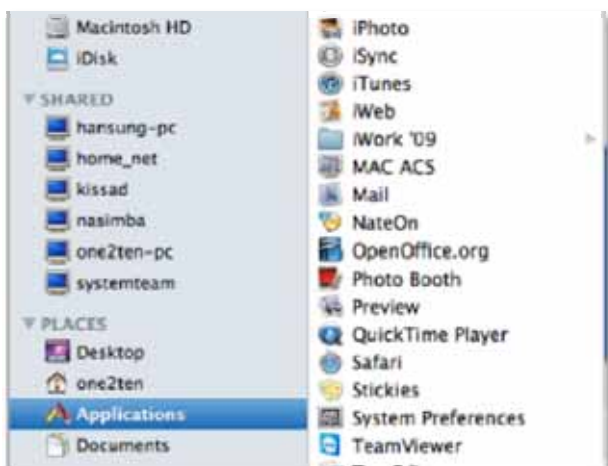 Macintosh HD
iDisk
SHARED
hansung-pc
home_net
kissad
nasimba
one2ten-pc
systemteam
PLACES
Desktop
one2ten
Applications
Documents
iPhoto
iSync
iTunes
iWeb
iWork '09
MAC ACS
Mail
NateOn
OpenOffice.org
Photo Booth
Preview
QuickTime Player
Safari
Stickies
System Preferences
TeamViewer